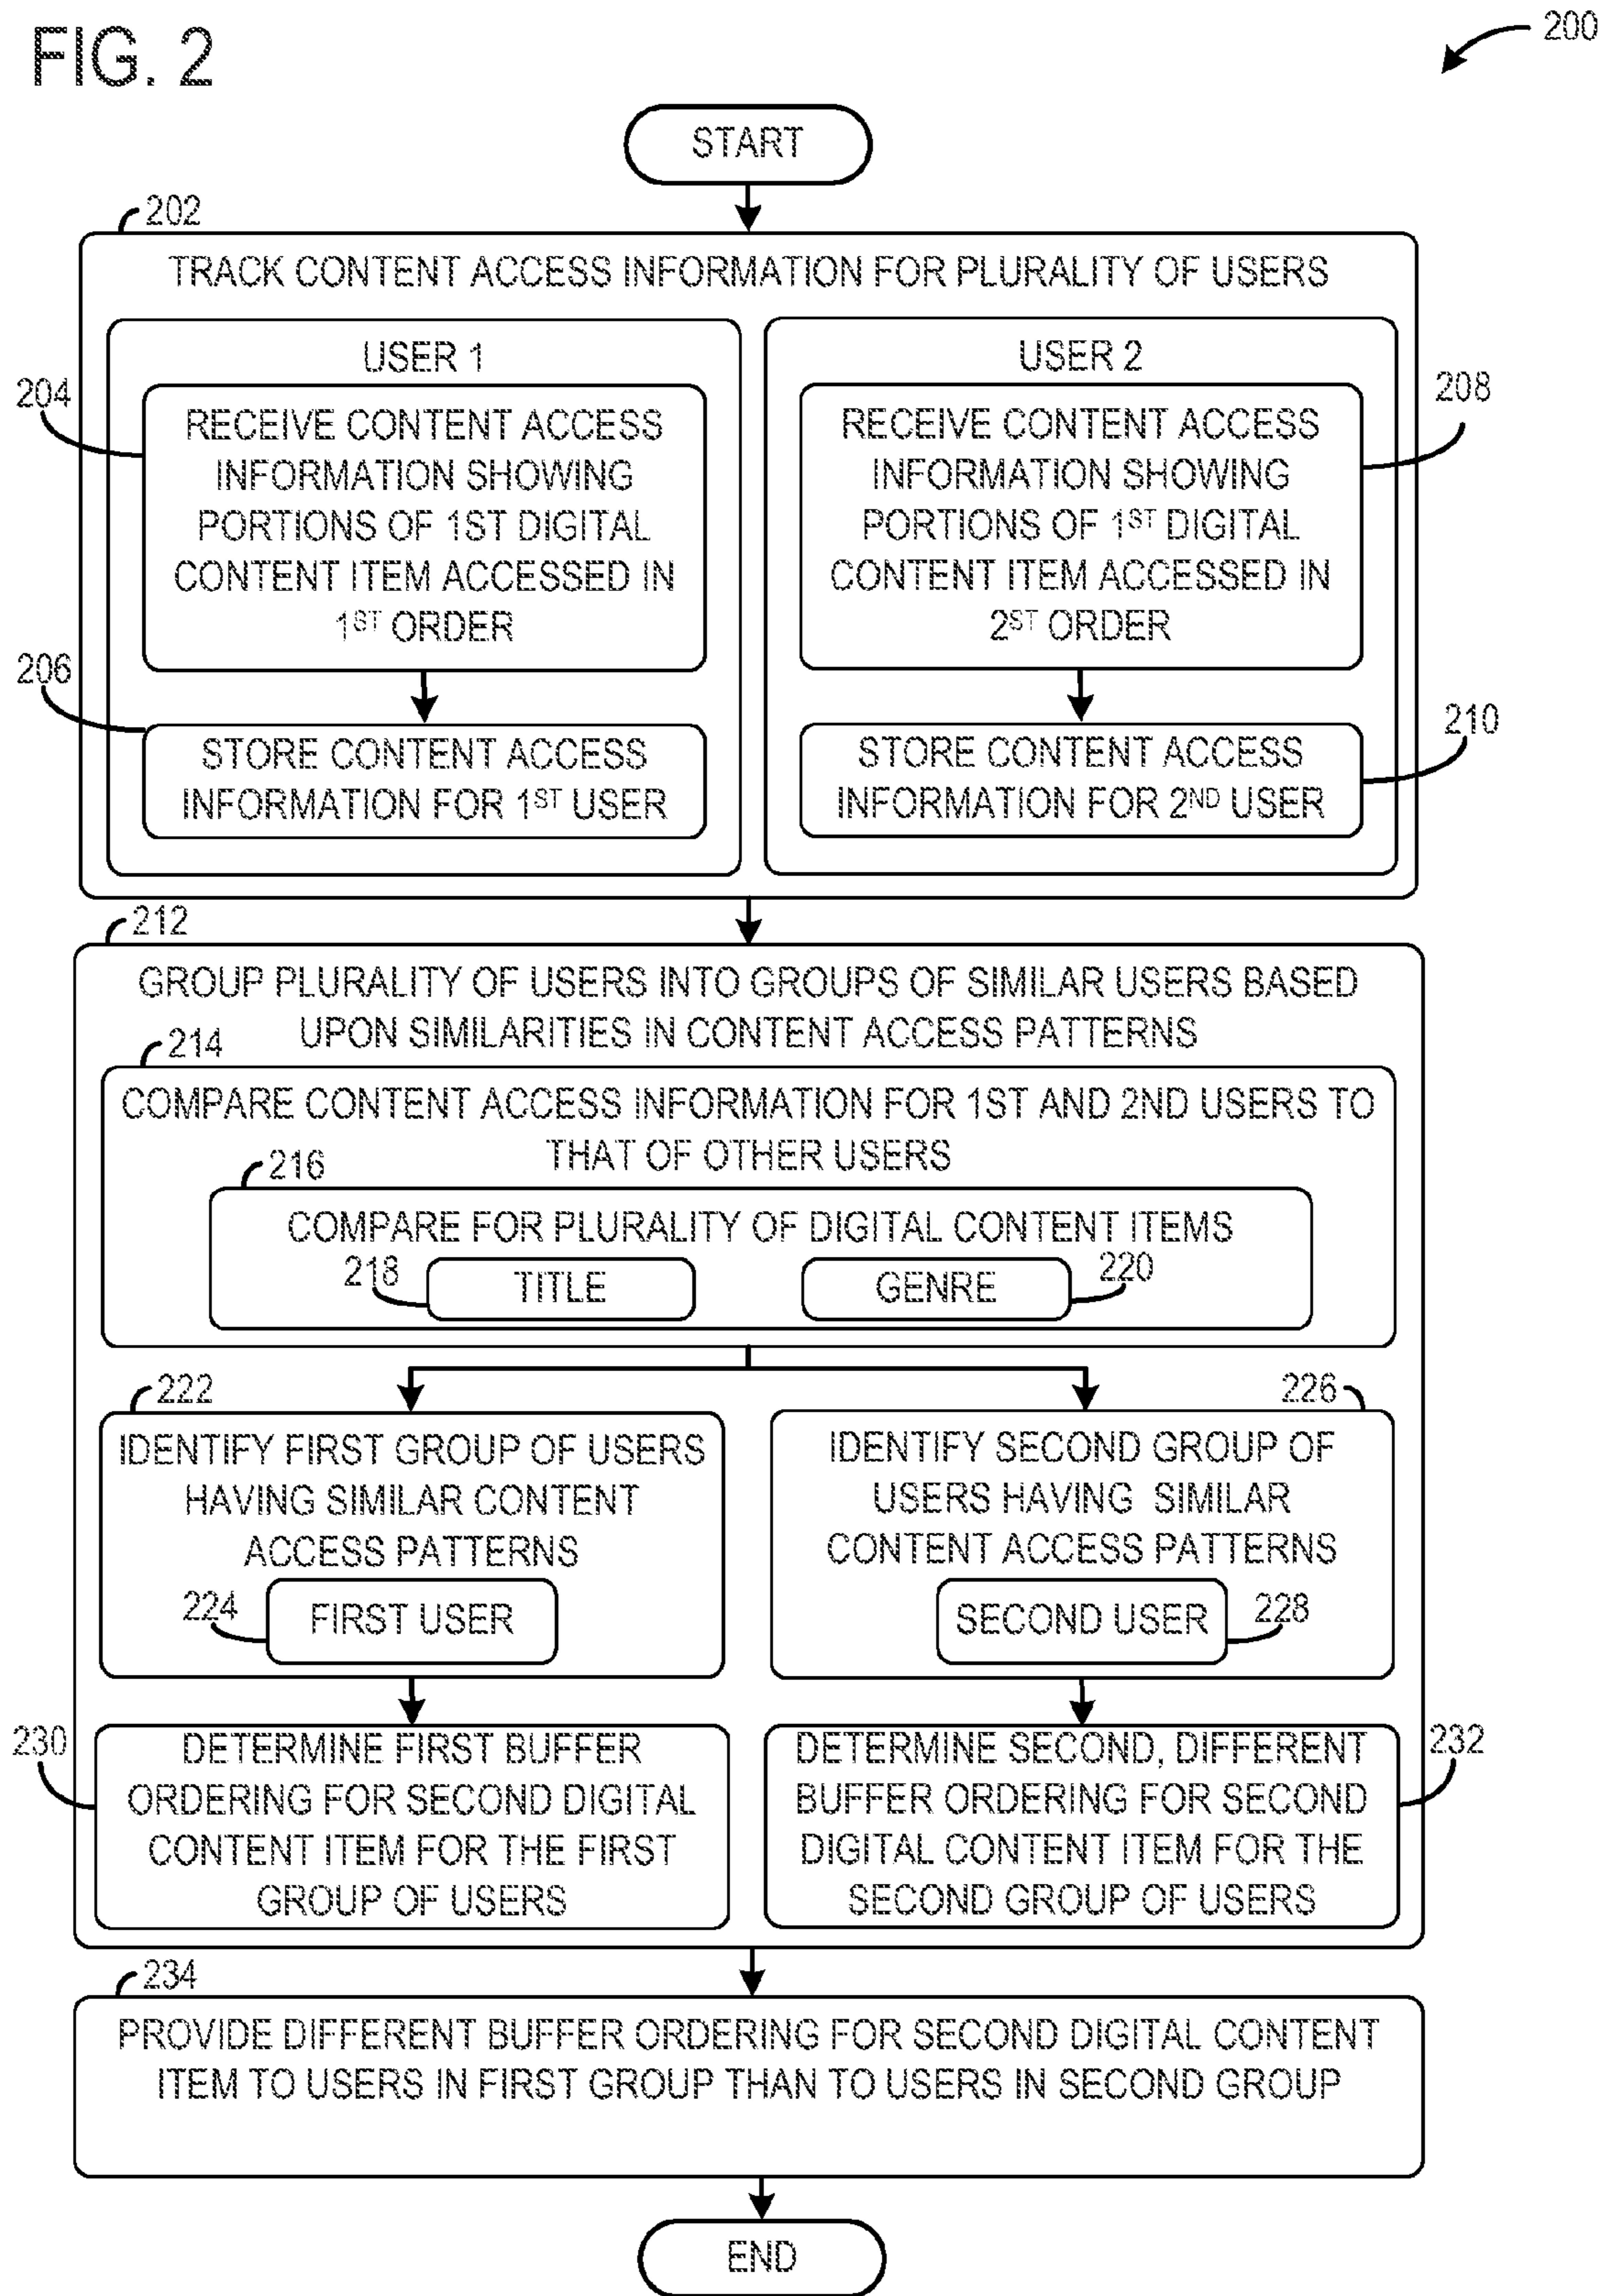 FIG. 2
200
START
202
TRACK CONTENT ACCESS INFORMATION FOR PLURALITY OF USERS
USER 1
204
RECEIVE CONTENT ACCESS
INFORMATION SHOWING
PORTIONS OF 1ST DIGITAL
CONTENT ITEM ACCESSED IN
1ST ORDER
206
STORE CONTENT ACCESS
INFORMATION FOR 1ST USER
USER 2
208
RECEIVE CONTENT ACCESS
INFORMATION SHOWING
PORTIONS OF 1ST DIGITAL
CONTENT ITEM ACCESSED IN
2ST ORDER
210
STORE CONTENT ACCESS
INFORMATION FOR 2ND USER
212
GROUP PLURALITY OF USERS INTO GROUPS OF SIMILAR USERS BASED
UPON SIMILARITIES IN CONTENT ACCESS PATTERNS
214
COMPARE CONTENT ACCESS INFORMATION FOR 1ST AND 2ND USERS TO
THAT OF OTHER USERS
216
COMPARE FOR PLURALITY OF DIGITAL CONTENT ITEMS
218
TITLE
GENRE
220
222
IDENTIFY FIRST GROUP OF USERS
HAVING SIMILAR CONTENT
ACCESS PATTERNS
224
FIRST USER
226
IDENTIFY SECOND GROUP OF
USERS HAVING SIMILAR
CONTENT ACCESS PATTERNS
SECOND USER
228
230
DETERMINE FIRST BUFFER
ORDERING FOR SECOND DIGITAL
CONTENT ITEM FOR THE FIRST
GROUP OF USERS
232
DETERMINE SECOND, DIFFERENT
BUFFER ORDERING FOR SECOND
DIGITAL CONTENT ITEM FOR THE
SECOND GROUP OF USERS
234
PROVIDE DIFFERENT BUFFER ORDERING FOR SECOND DIGITAL CONTENT
ITEM TO USERS IN FIRST GROUP THAN TO USERS IN SECOND GROUP
END